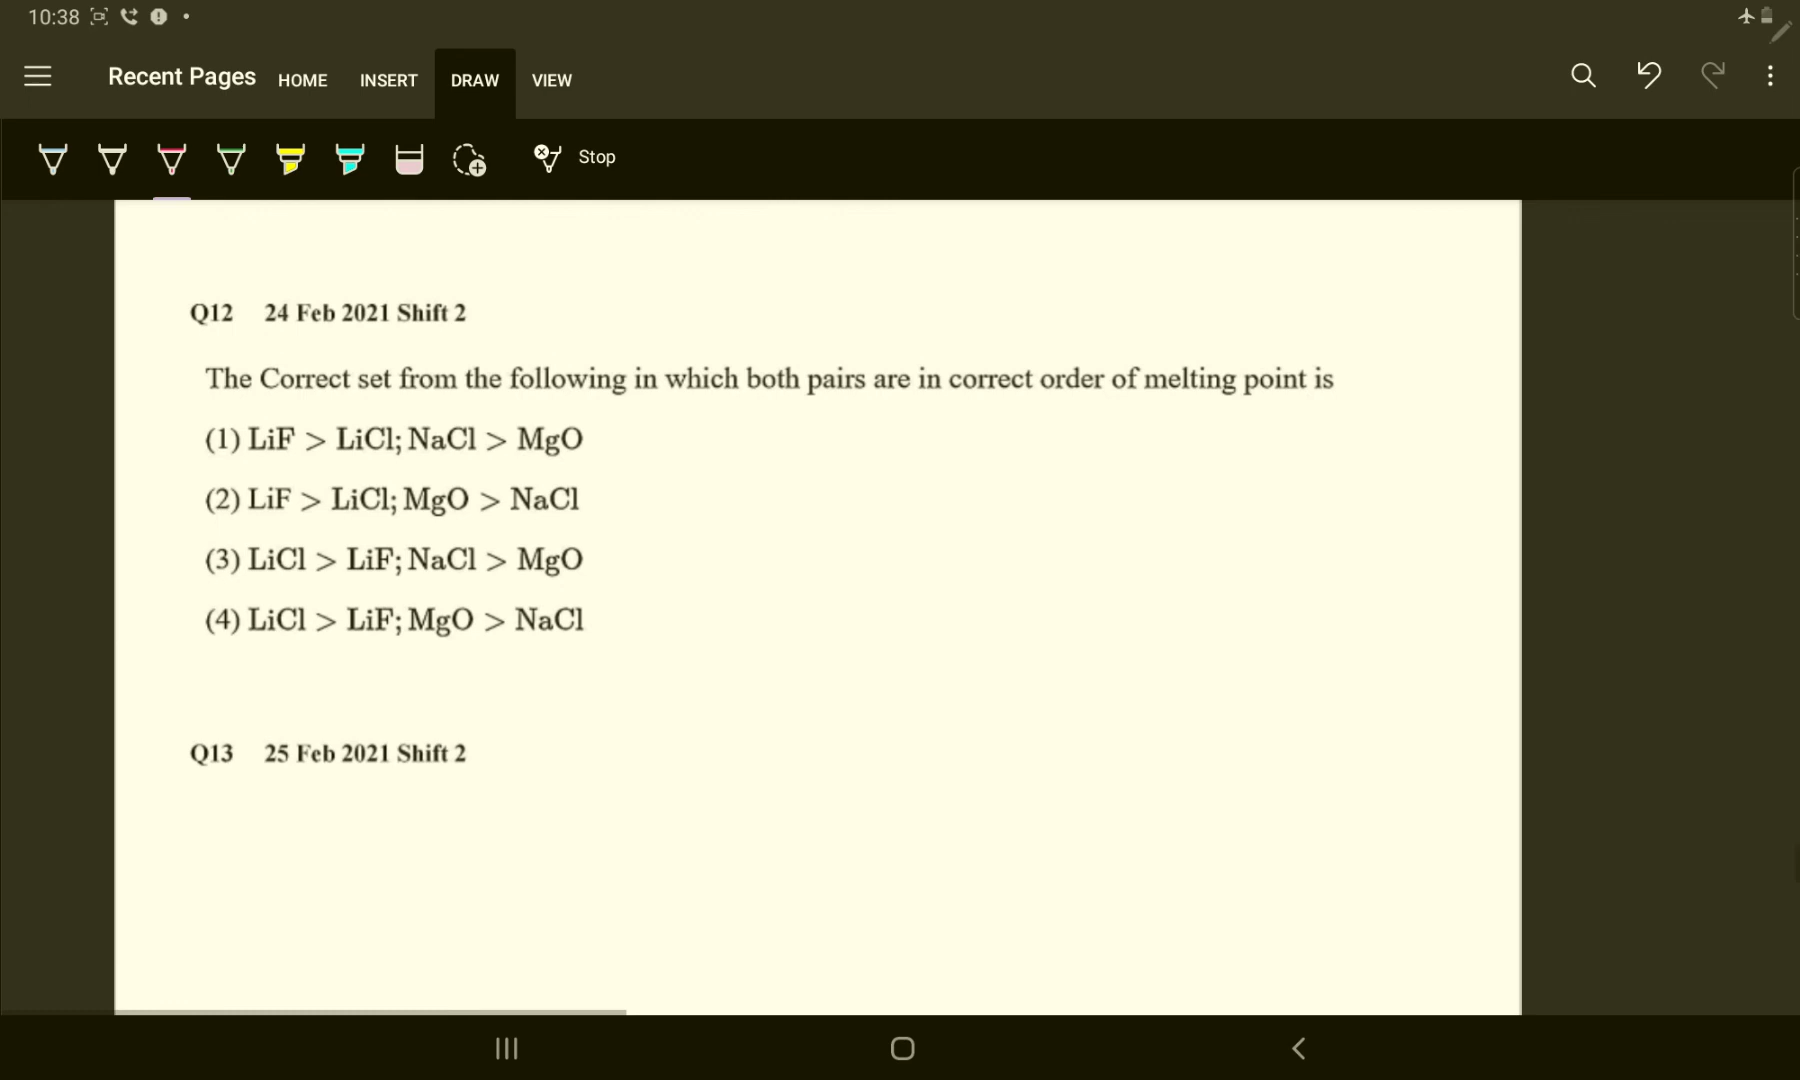 10:38
Recent Pages HOME INSERT DRAW VIEW
Stop
Q12 24 Feb 2021 Shift 2
The Correct set from the following in which both pairs are in correct order of melting point is
(1) LiF > LiCl; NaCl > MgO
(2) LiF > LiCl; MgO > NaCl
(3) LiCl > LiF; NaCl > MgO
(4) LiCl > LiF; MgO > NaCl
Q13 25 Feb 2021 Shift 2